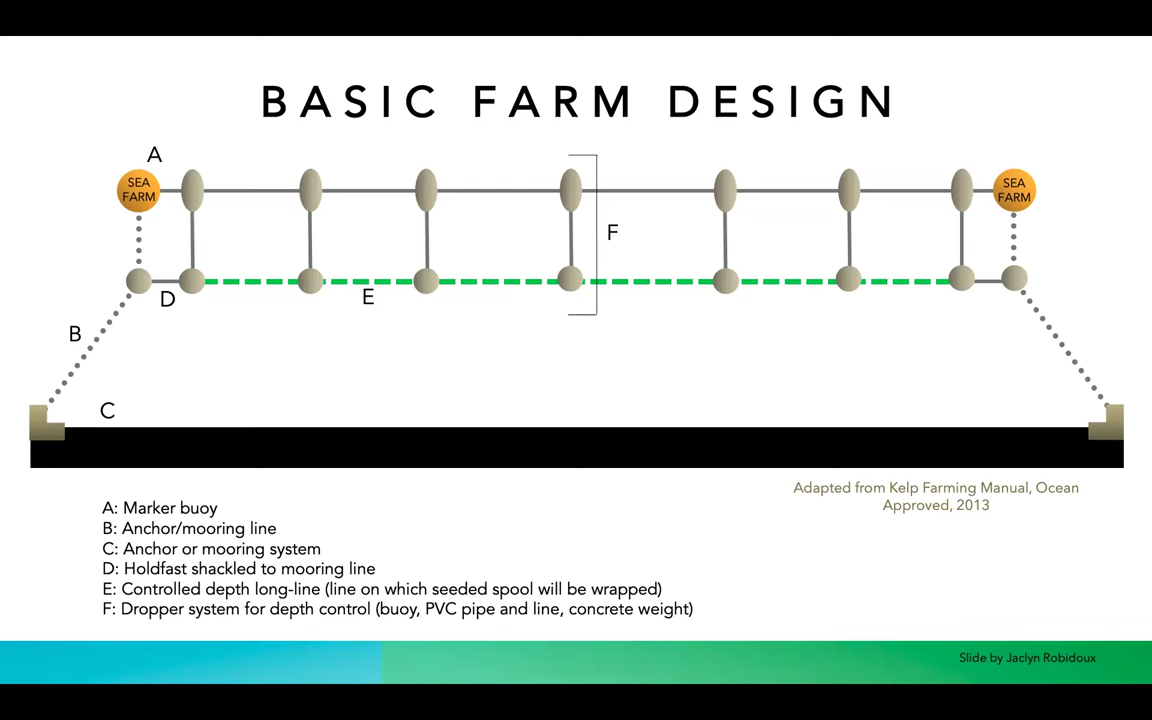 BASIC FARM DESIGN
A
SEA
FARM
SEA
FARM
F
D
E
B
C
Adapted from Kelp Farming Manual, Ocean
Approved, 2013
A: Marker buoy
B: Anchor/mooring line
C: Anchor or mooring system
D: Holdfast shackled to mooring line
E: Controlled depth long-line (line on which seeded spool will be wrapped)
F: Dropper system for depth control (buoy, PVC pipe and line, concrete weight)
Slide by Jaclyn Robidoux